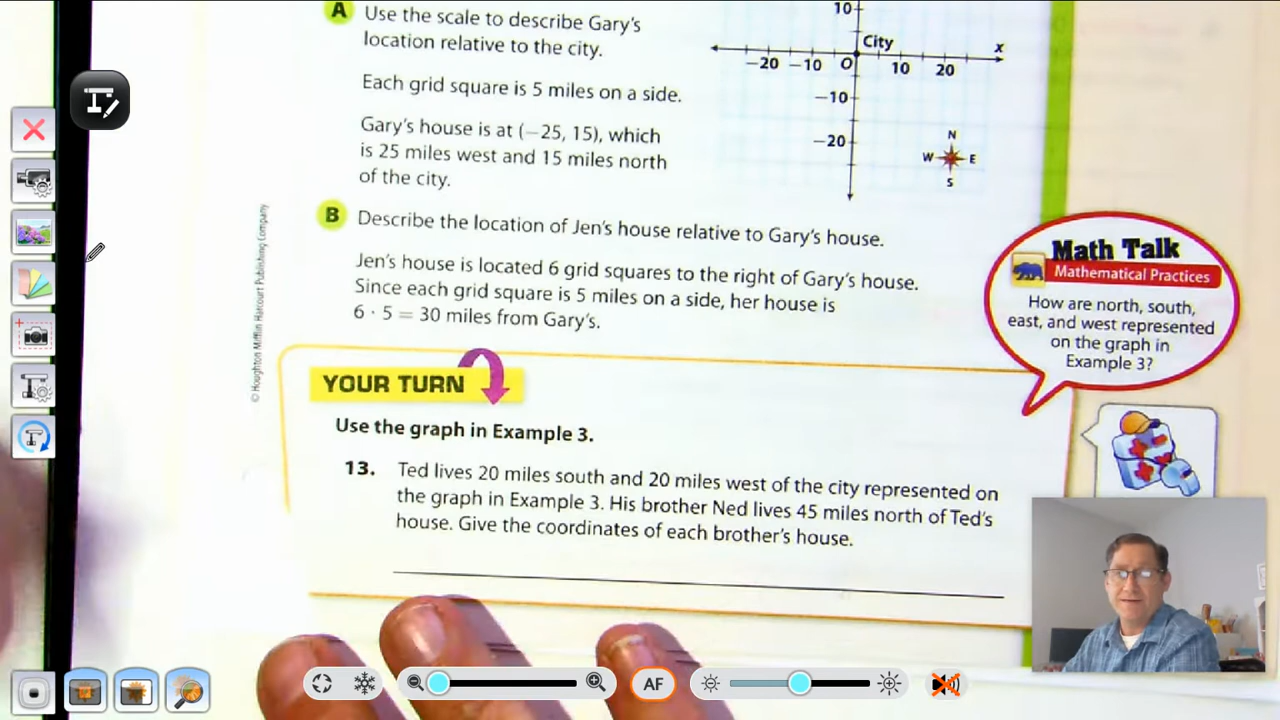 A Use the scale to describe Gary's
location relative to the city.
Each grid square is 5 miles on a side.
Gary's house is at (−25, 15), which
is 25 miles west and 15 miles north
of the city.
10
City
x
−20 −10 O 10 20
−10
−20
N
W E
S
B Describe the location of Jen's house relative to Gary's house.
Jen's house is located 6 grid squares to the right of Gary's house.
Since each grid square is 5 miles on a side, her house is
6 · 5 = 30 miles from Gary's.
Math Talk
Mathematical Practices
How are north, south,
east, and west represented
on the graph in
Example 3?
© Houghton Mifflin Harcourt Publishing Company
YOUR TURN
Use the graph in Example 3.
13. Ted lives 20 miles south and 20 miles west of the city represented on
the graph in Example 3. His brother Ned lives 45 miles north of Ted's
house. Give the coordinates of each brother's house.
AF